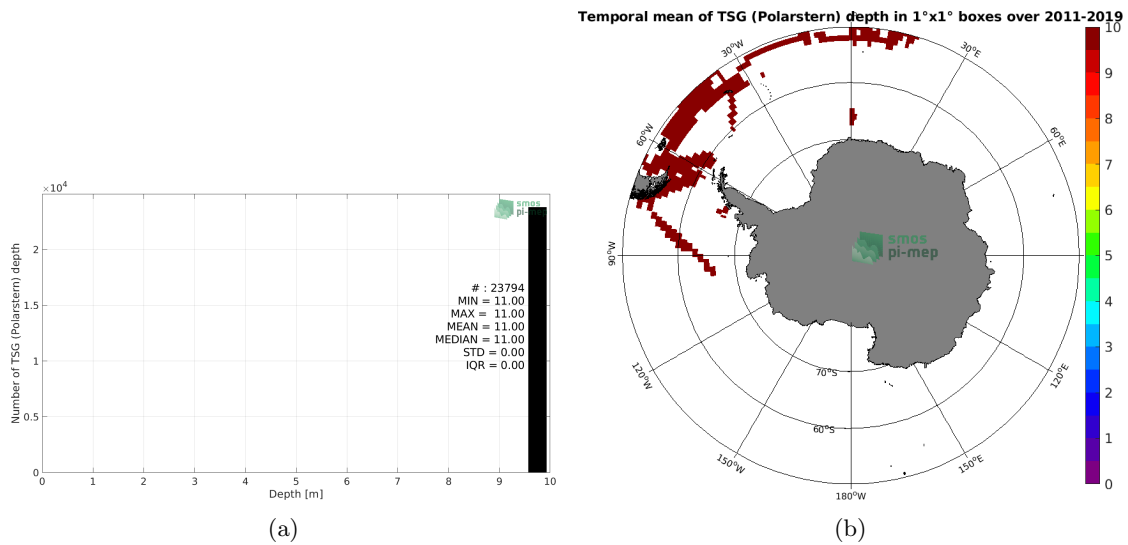 ×10⁴
2
1.5
1
0.5
0
Number of TSG (Polarstern) depth
smos
pi-mep
# : 23794
MIN = 11.00
MAX = 11.00
MEAN = 11.00
MEDIAN = 11.00
STD = 0.00
IQR = 0.00
0 1 2 3 4 5 6 7 8 9 10
Depth [m]
(a)
Temporal mean of TSG (Polarstern) depth in 1°x1° boxes over 2011-2019
30°W
30°E
60°W
60°E
90°W
120°W
120°E
150°W
150°E
180°W
70°S
60°S
smos
pi-mep
10
9
8
7
6
5
4
3
2
1
0
(b)